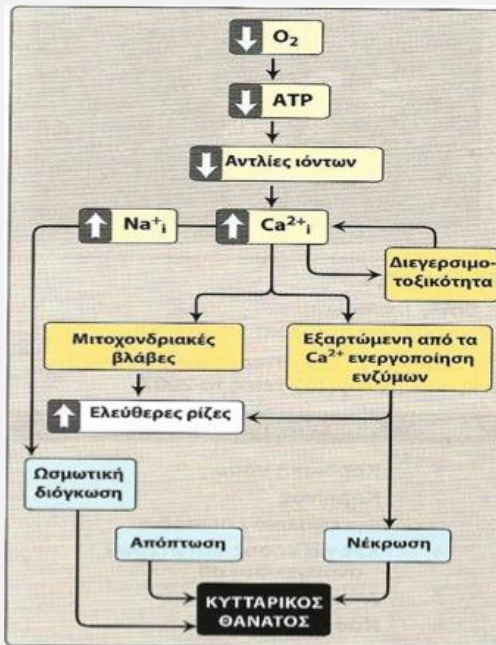 O₂
ATP
Αντλίες ιόντων
Na⁺ᵢ
Ca²⁺ᵢ
Διεγερσιμο-
τοξικότητα
Μιτοχονδριακές
βλάβες
Εξαρτώμενη από τα
Ca²⁺ ενεργοποίηση
ενζύμων
Ελεύθερες ρίζες
Ωσμωτική
διόγκωση
Απόπτωση
Νέκρωση
ΚΥΤΤΑΡΙΚΟΣ
ΘΑΝΑΤΟΣ